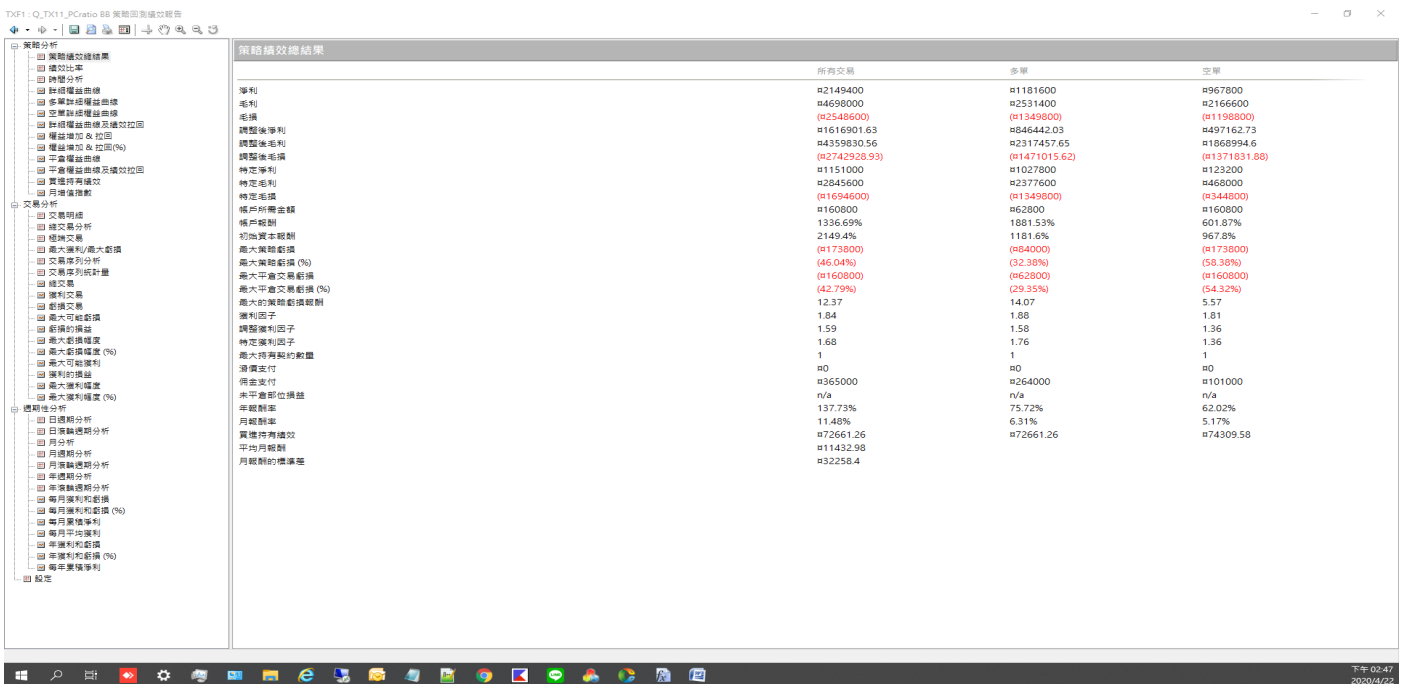 TXF1 : Q_TX11_PCratio BB 策略回測績效報告
策略分析
策略績效總結果
績效比率
時間分析
詳細權益曲線
多單詳細權益曲線
空單詳細權益曲線
詳細權益曲線及績效拉回
權益增加 & 拉回
權益增加 & 拉回(%)
平倉權益曲線
平倉權益曲線及績效拉回
買進持有績效
月增值指數
交易分析
交易明細
總交易分析
極端交易
最大獲利/最大虧損
交易序列分析
交易序列統計量
總交易
獲利交易
虧損交易
最大可能虧損
虧損的損益
最大虧損幅度
最大虧損幅度 (%)
最大可能獲利
獲利的損益
最大獲利幅度
最大獲利幅度 (%)
週期性分析
日週期分析
日滾輪週期分析
月分析
月週期分析
月滾輪週期分析
年週期分析
年滾輪週期分析
每月獲利和虧損
每月獲利和虧損 (%)
每月累積淨利
每月平均獲利
年獲利和虧損
年獲利和虧損 (%)
每年累積淨利
設定
策略績效總結果
所有交易 多單 空單
淨利 ¤2149400 ¤1181600 ¤967800
毛利 ¤4698000 ¤2531400 ¤2166600
毛損 (¤2548600) (¤1349800) (¤1198800)
調整後淨利 ¤1616901.63 ¤846442.03 ¤497162.73
調整後毛利 ¤4359830.56 ¤2317457.65 ¤1868994.6
調整後毛損 (¤2742928.93) (¤1471015.62) (¤1371831.88)
特定淨利 ¤1151000 ¤1027800 ¤123200
特定毛利 ¤2845600 ¤2377600 ¤468000
特定毛損 (¤1694600) (¤1349800) (¤344800)
帳戶所需金額 ¤160800 ¤62800 ¤160800
帳戶報酬 1336.69% 1881.53% 601.87%
初始資本報酬 2149.4% 1181.6% 967.8%
最大策略虧損 (¤173800) (¤84000) (¤173800)
最大策略虧損 (%) (46.04%) (32.38%) (58.38%)
最大平倉交易虧損 (¤160800) (¤62800) (¤160800)
最大平倉交易虧損 (%) (42.79%) (29.35%) (54.32%)
最大的策略虧損報酬 12.37 14.07 5.57
獲利因子 1.84 1.88 1.81
調整獲利因子 1.59 1.58 1.36
特定獲利因子 1.68 1.76 1.36
最大持有契約數量 1 1 1
滑價支付 ¤0 ¤0 ¤0
佣金支付 ¤365000 ¤264000 ¤101000
未平倉部位損益 n/a n/a n/a
年報酬率 137.73% 75.72% 62.02%
月報酬率 11.48% 6.31% 5.17%
買進持有績效 ¤72661.26 ¤72661.26 ¤74309.58
平均月報酬 ¤11432.98
月報酬的標準差 ¤32258.4
下午 02:47
2020/4/22